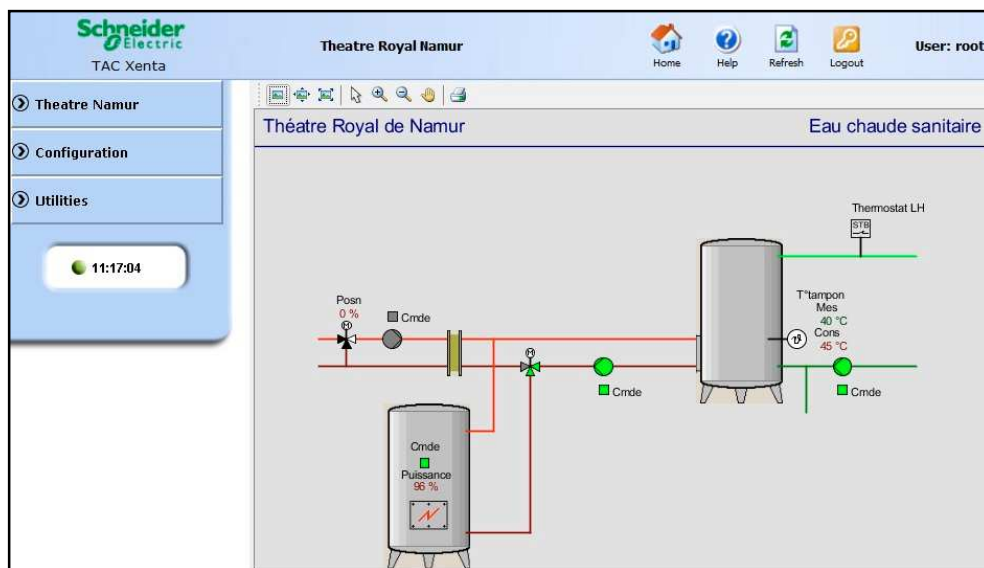 Schneider
Electric
TAC Xenta
Theatre Royal Namur
Home
Help
Refresh
Logout
User: root
Theatre Namur
Configuration
Utilities
11:17:04
Théatre Royal de Namur
Eau chaude sanitaire
Thermostat LH
STB
T°tampon
Mes
40 °C
Cons
45 °C
Posn
0 %
M
Cmde
M
Cmde
Cmde
Cmde
Puissance
96 %